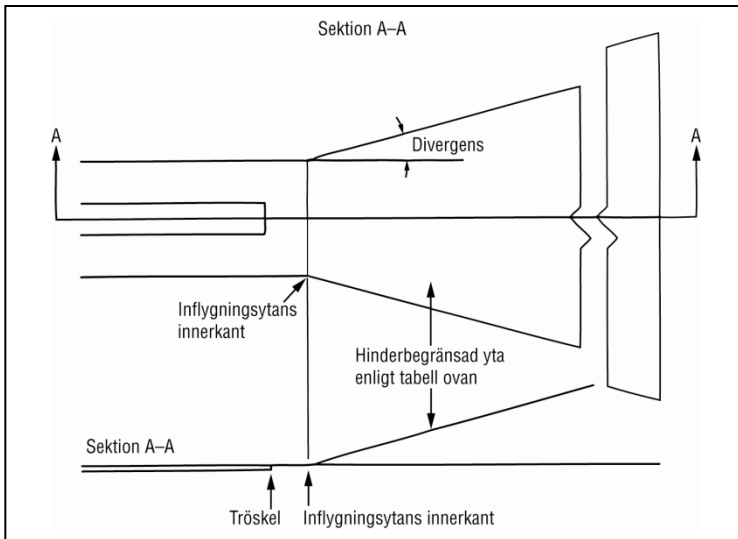 Sektion A–A
A
A
Divergens
Inflygningsytans
innerkant
Hinderbegränsad yta
enligt tabell ovan
Sektion A–A
Tröskel
Inflygningsytans innerkant